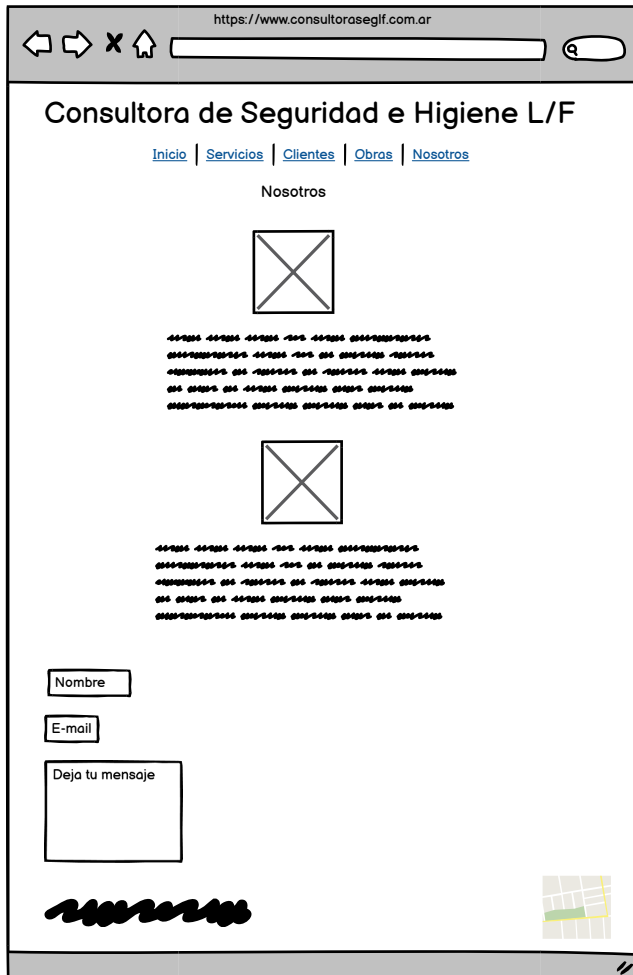 https://www.consultoraseglf.com.ar
Consultora de Seguridad e Higiene L/F
Inicio | Servicios | Clientes | Obras | Nosotros
Nosotros
Nombre
E-mail
Deja tu mensaje